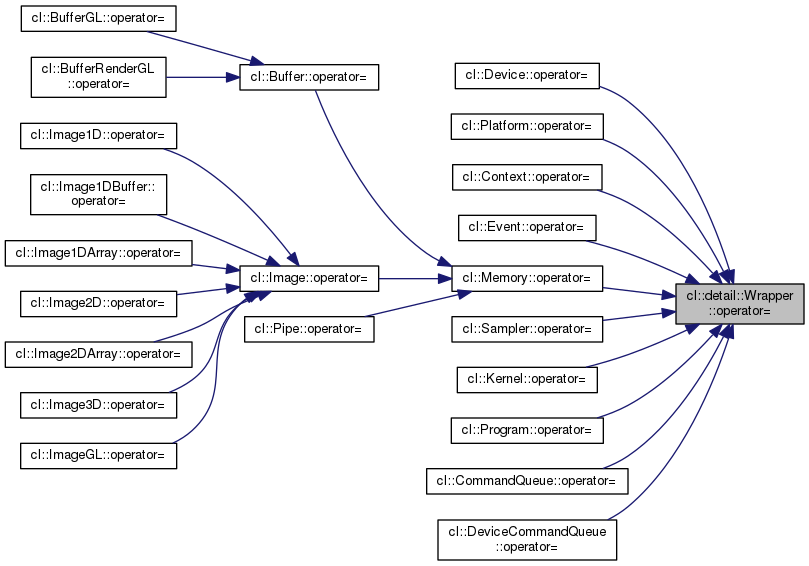 cl::BufferGL::operator=
cl::BufferRenderGL
::operator=
cl::Image1D::operator=
cl::Image1DBuffer::
operator=
cl::Image1DArray::operator=
cl::Image2D::operator=
cl::Image2DArray::operator=
cl::Image3D::operator=
cl::ImageGL::operator=
cl::Buffer::operator=
cl::Image::operator=
cl::Pipe::operator=
cl::Device::operator=
cl::Platform::operator=
cl::Context::operator=
cl::Event::operator=
cl::Memory::operator=
cl::Sampler::operator=
cl::Kernel::operator=
cl::Program::operator=
cl::CommandQueue::operator=
cl::DeviceCommandQueue
::operator=
cl::detail::Wrapper
::operator=